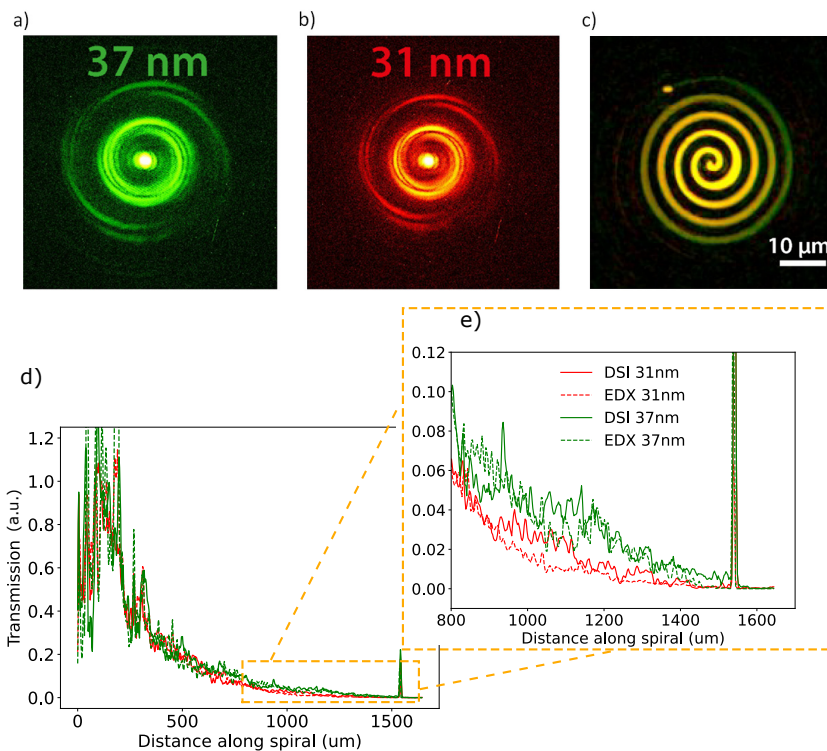 a)
b)
c)
37 nm
31 nm
10 µm
d)
e)
Transmission (a.u.)
1.2
1.0
0.8
0.6
0.4
0.2
0.0
0
500
1000
1500
Distance along spiral (um)
0.12
0.10
0.08
0.06
0.04
0.02
0.00
DSI 31nm
EDX 31nm
DSI 37nm
EDX 37nm
800
1000
1200
1400
1600
Distance along spiral (um)